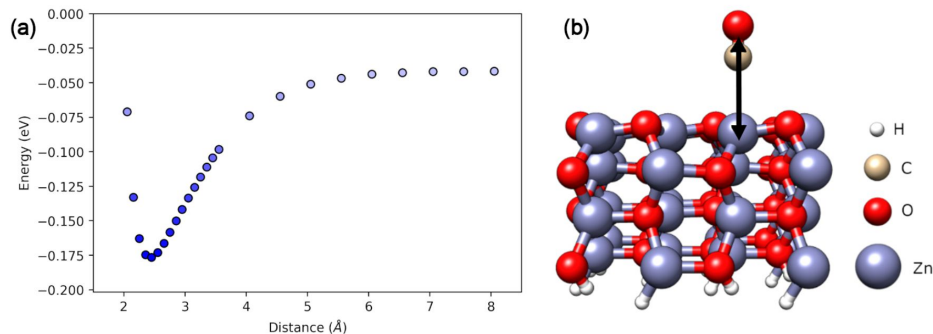 (a)
0.000
−0.025
−0.050
−0.075
−0.100
−0.125
−0.150
−0.175
−0.200
Energy (eV)
2 3 4 5 6 7 8
Distance (Å)
(b)
H
C
O
Zn